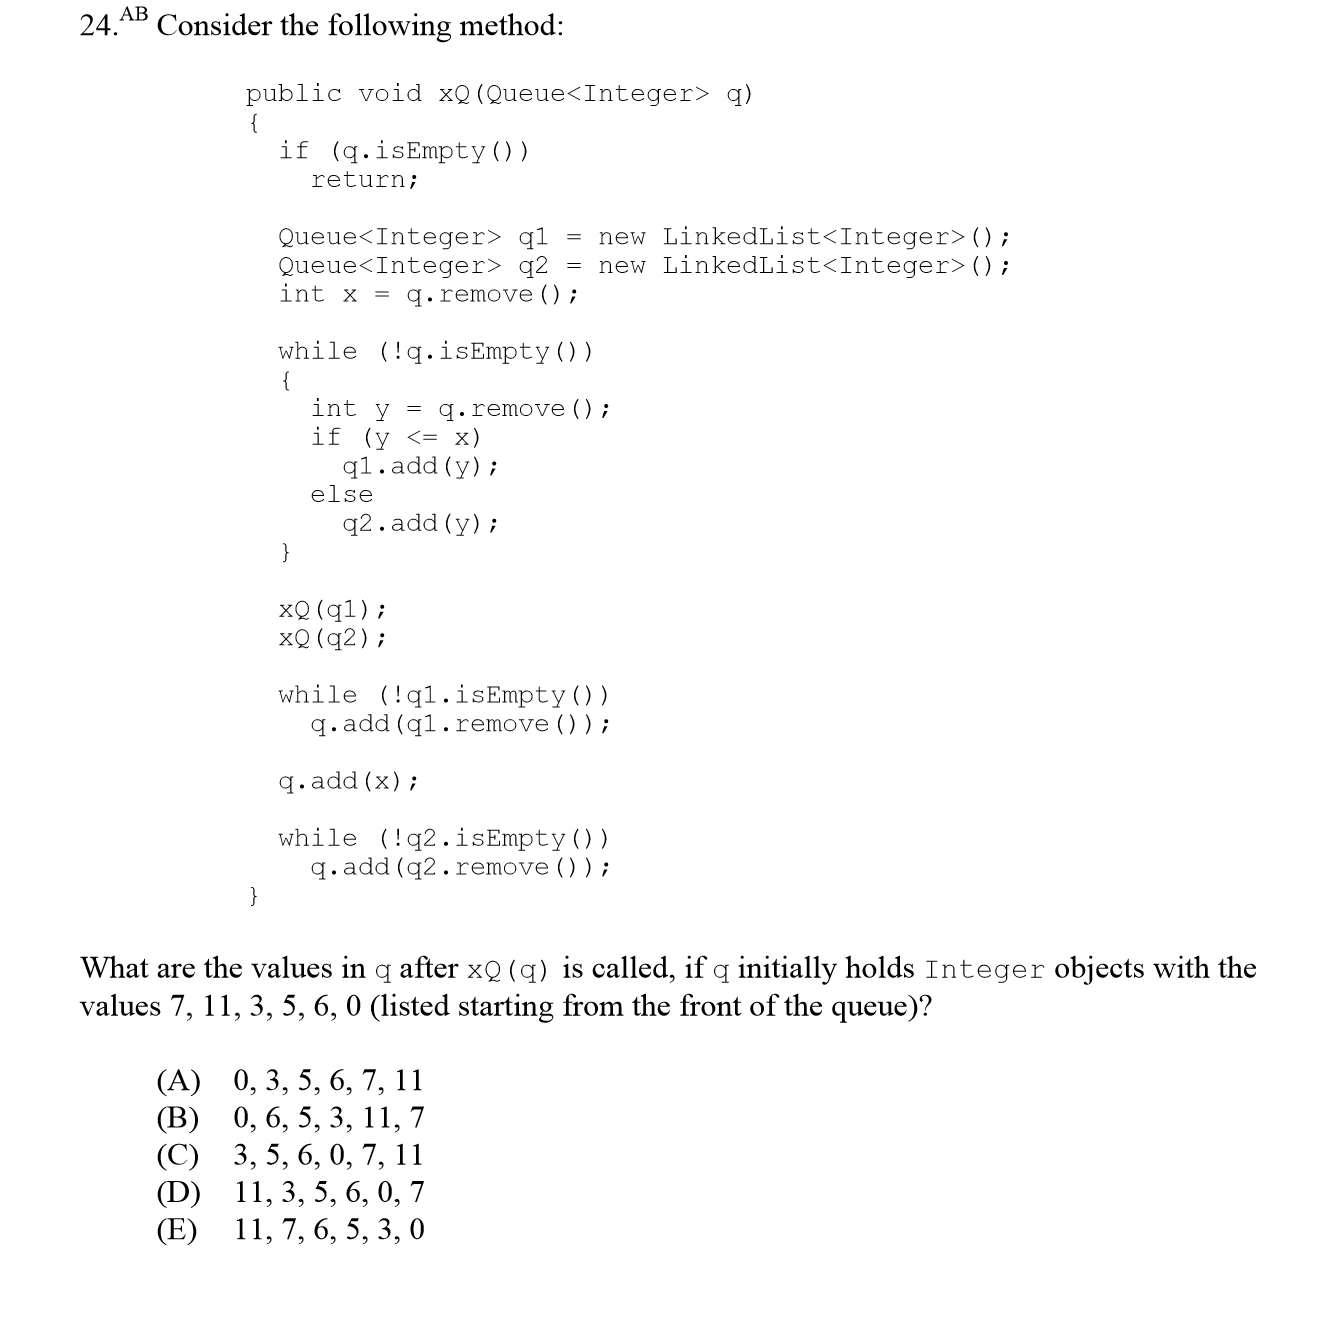 24.AB Consider the following method:
public void xQ(Queue<Integer> q)
{
if (q.isEmpty())
return;
Queue<Integer> q1 = new LinkedList<Integer>();
Queue<Integer> q2 = new LinkedList<Integer>();
int x = q.remove();
while (!q.isEmpty())
{
int y = q.remove();
if (y <= x)
q1.add(y);
else
q2.add(y);
}
xQ(q1);
xQ(q2);
while (!q1.isEmpty())
q.add(q1.remove());
q.add(x);
while (!q2.isEmpty())
q.add(q2.remove());
}
What are the values in q after xQ(q) is called, if q initially holds Integer objects with the
values 7, 11, 3, 5, 6, 0 (listed starting from the front of the queue)?
(A) 0, 3, 5, 6, 7, 11
(B) 0, 6, 5, 3, 11, 7
(C) 3, 5, 6, 0, 7, 11
(D) 11, 3, 5, 6, 0, 7
(E) 11, 7, 6, 5, 3, 0